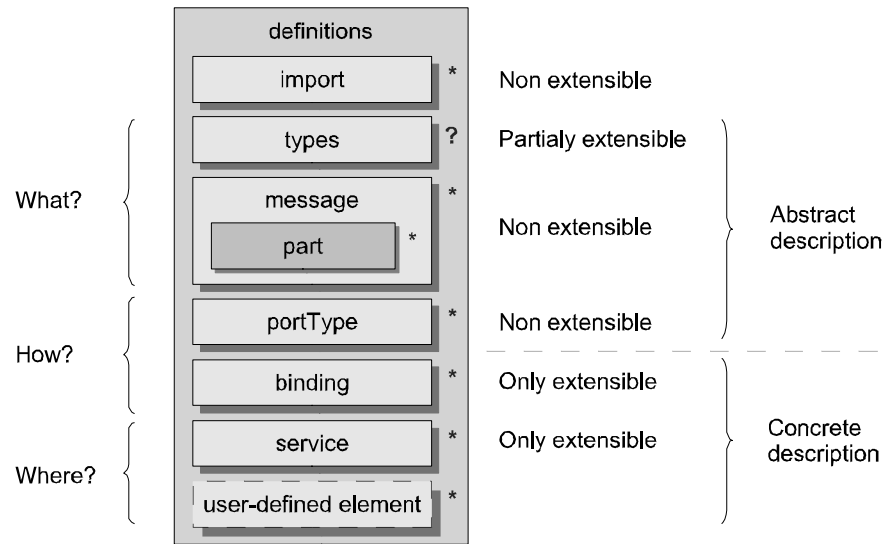 definitions
import * Non extensible
types ? Partialy extensible
What?
message *
part * Non extensible
Abstract
description
portType * Non extensible
How?
binding * Only extensible
service * Only extensible
Concrete
description
Where?
user-defined element *